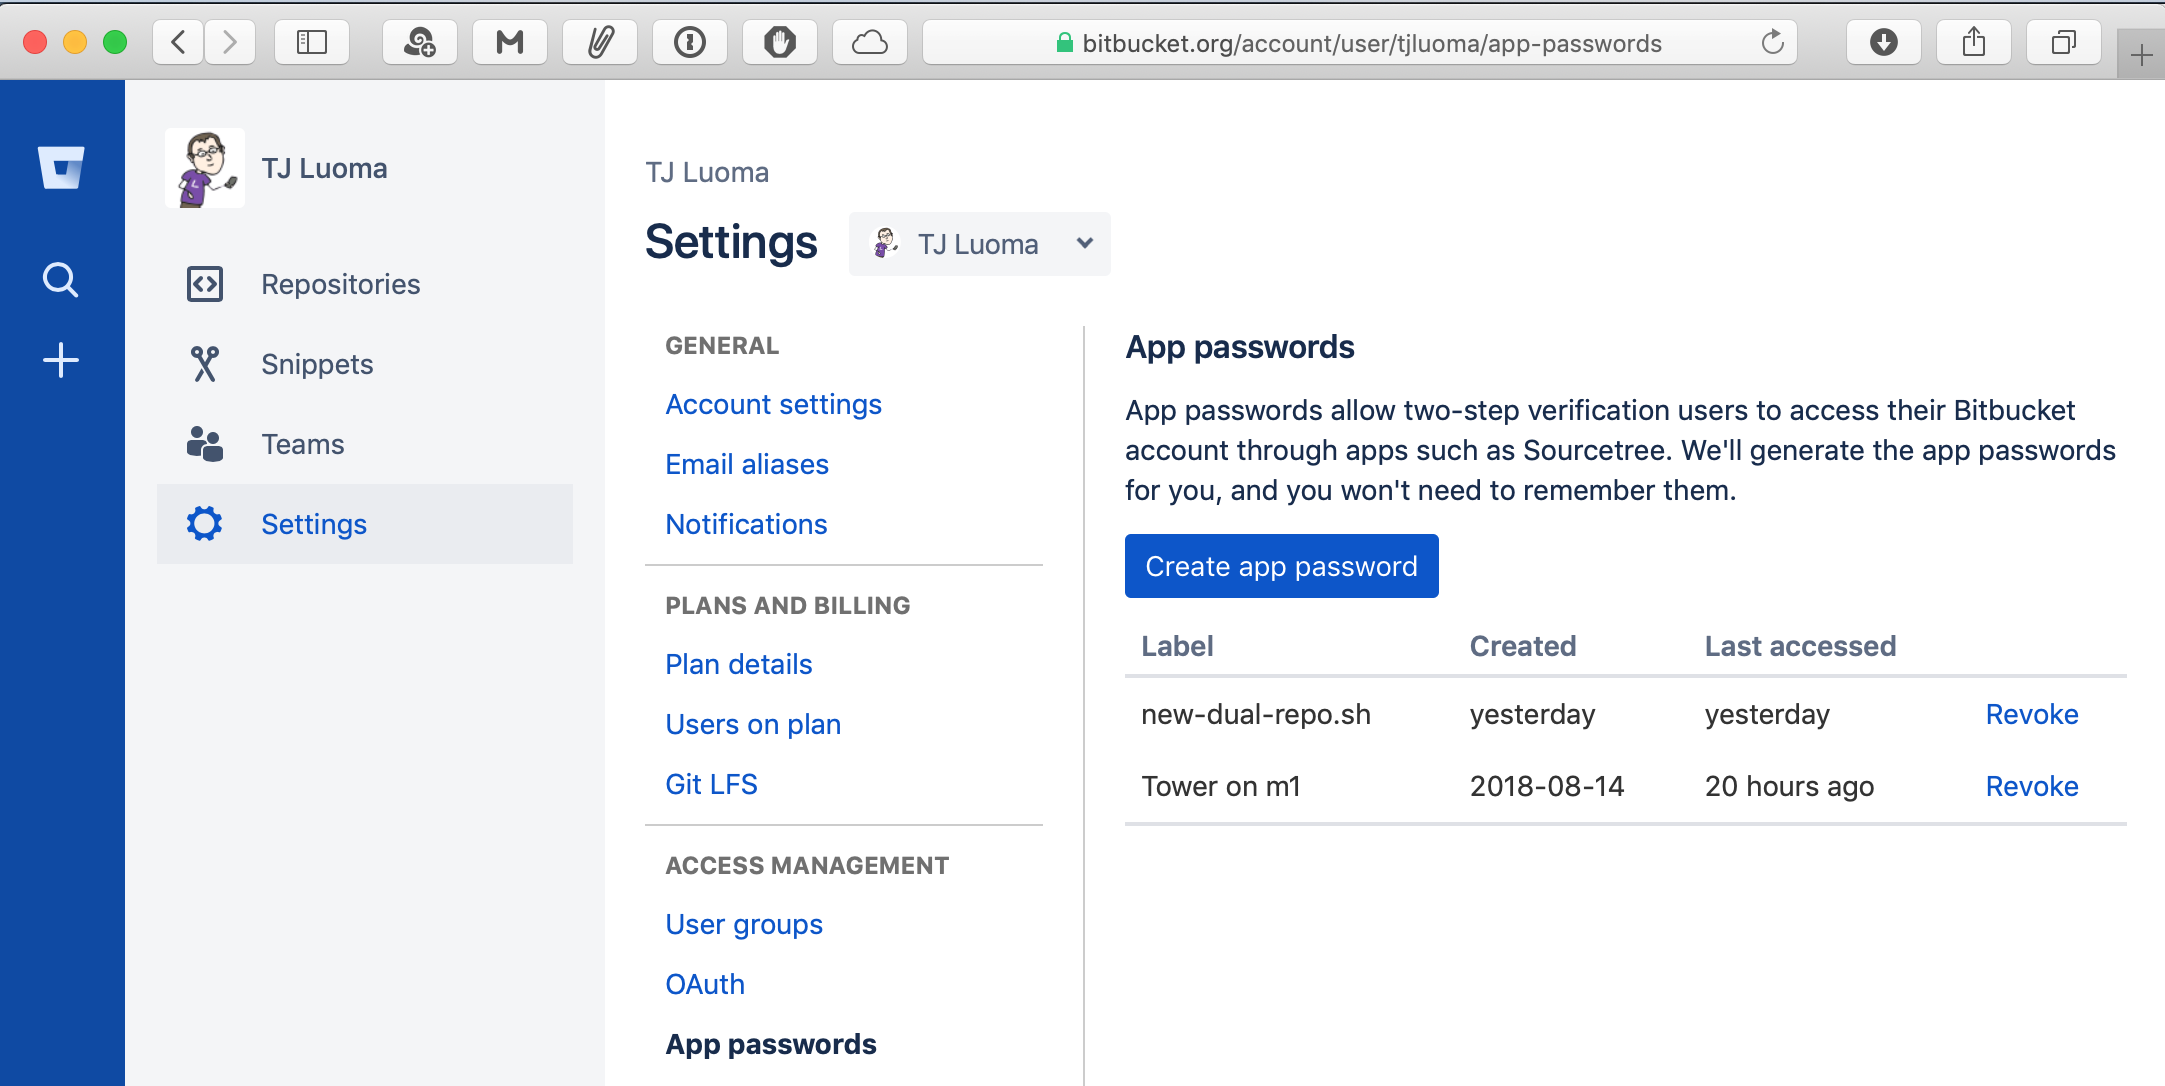 bitbucket.org/account/user/tjluoma/app-passwords
TJ Luoma
Repositories
Snippets
Teams
Settings
TJ Luoma
Settings
TJ Luoma
GENERAL
Account settings
Email aliases
Notifications
PLANS AND BILLING
Plan details
Users on plan
Git LFS
ACCESS MANAGEMENT
User groups
OAuth
App passwords
App passwords
App passwords allow two-step verification users to access their Bitbucket
account through apps such as Sourcetree. We'll generate the app passwords
for you, and you won't need to remember them.
Create app password
Label Created Last accessed
new-dual-repo.sh yesterday yesterday Revoke
Tower on m1 2018-08-14 20 hours ago Revoke